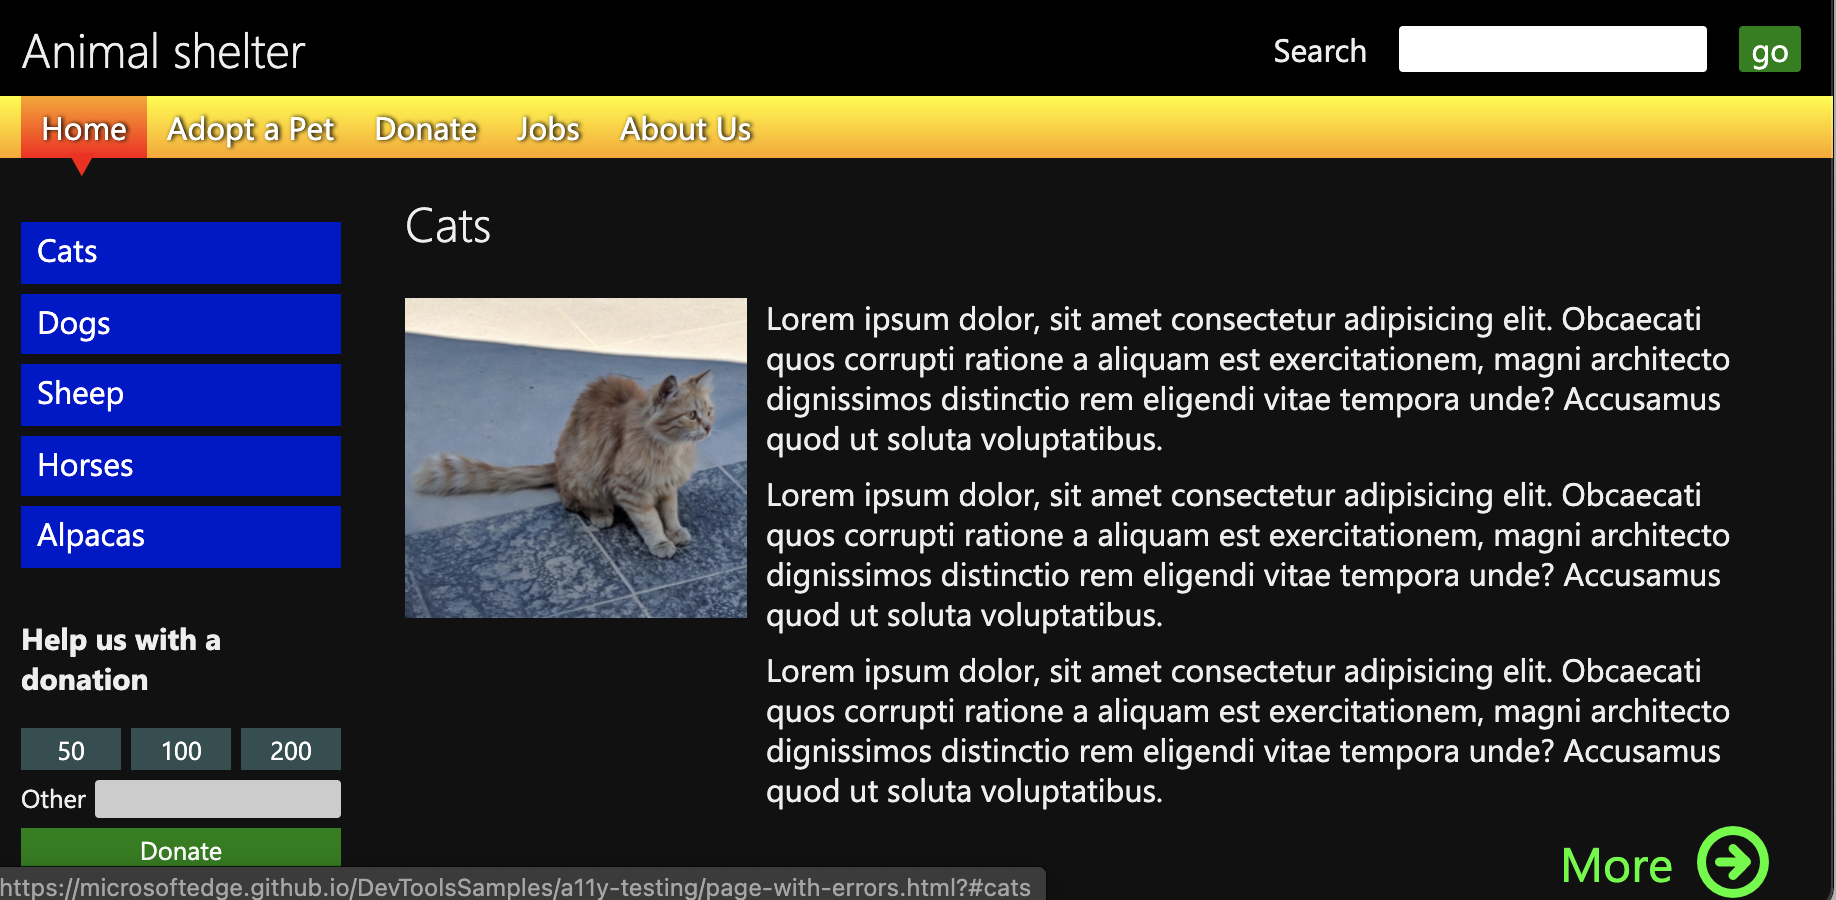 Animal shelter
Search
go
Home Adopt a Pet Donate Jobs About Us
Cats
Dogs
Sheep
Horses
Alpacas
Help us with a
donation
50 100 200
Other
Donate
Cats
Lorem ipsum dolor, sit amet consectetur adipisicing elit. Obcaecati
quos corrupti ratione a aliquam est exercitationem, magni architecto
dignissimos distinctio rem eligendi vitae tempora unde? Accusamus
quod ut soluta voluptatibus.
Lorem ipsum dolor, sit amet consectetur adipisicing elit. Obcaecati
quos corrupti ratione a aliquam est exercitationem, magni architecto
dignissimos distinctio rem eligendi vitae tempora unde? Accusamus
quod ut soluta voluptatibus.
Lorem ipsum dolor, sit amet consectetur adipisicing elit. Obcaecati
quos corrupti ratione a aliquam est exercitationem, magni architecto
dignissimos distinctio rem eligendi vitae tempora unde? Accusamus
quod ut soluta voluptatibus.
More
https://microsoftedge.github.io/DevToolsSamples/a11y-testing/page-with-errors.html?#cats